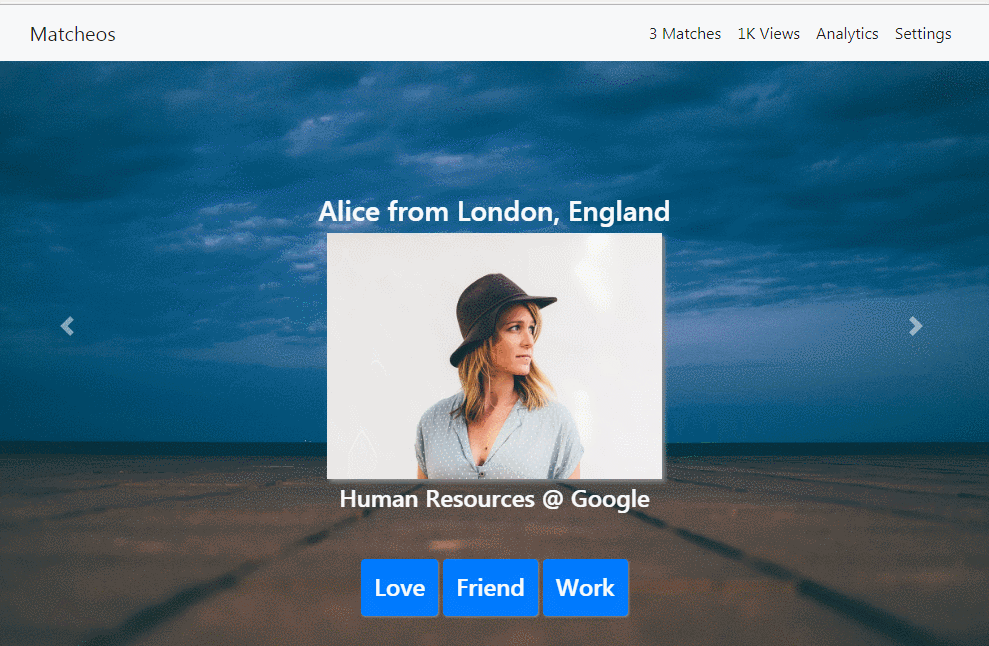 Matcheos 3 Matches 1K Views Analytics Settings
Alice from London, England
Human Resources @ Google
Love Friend Work